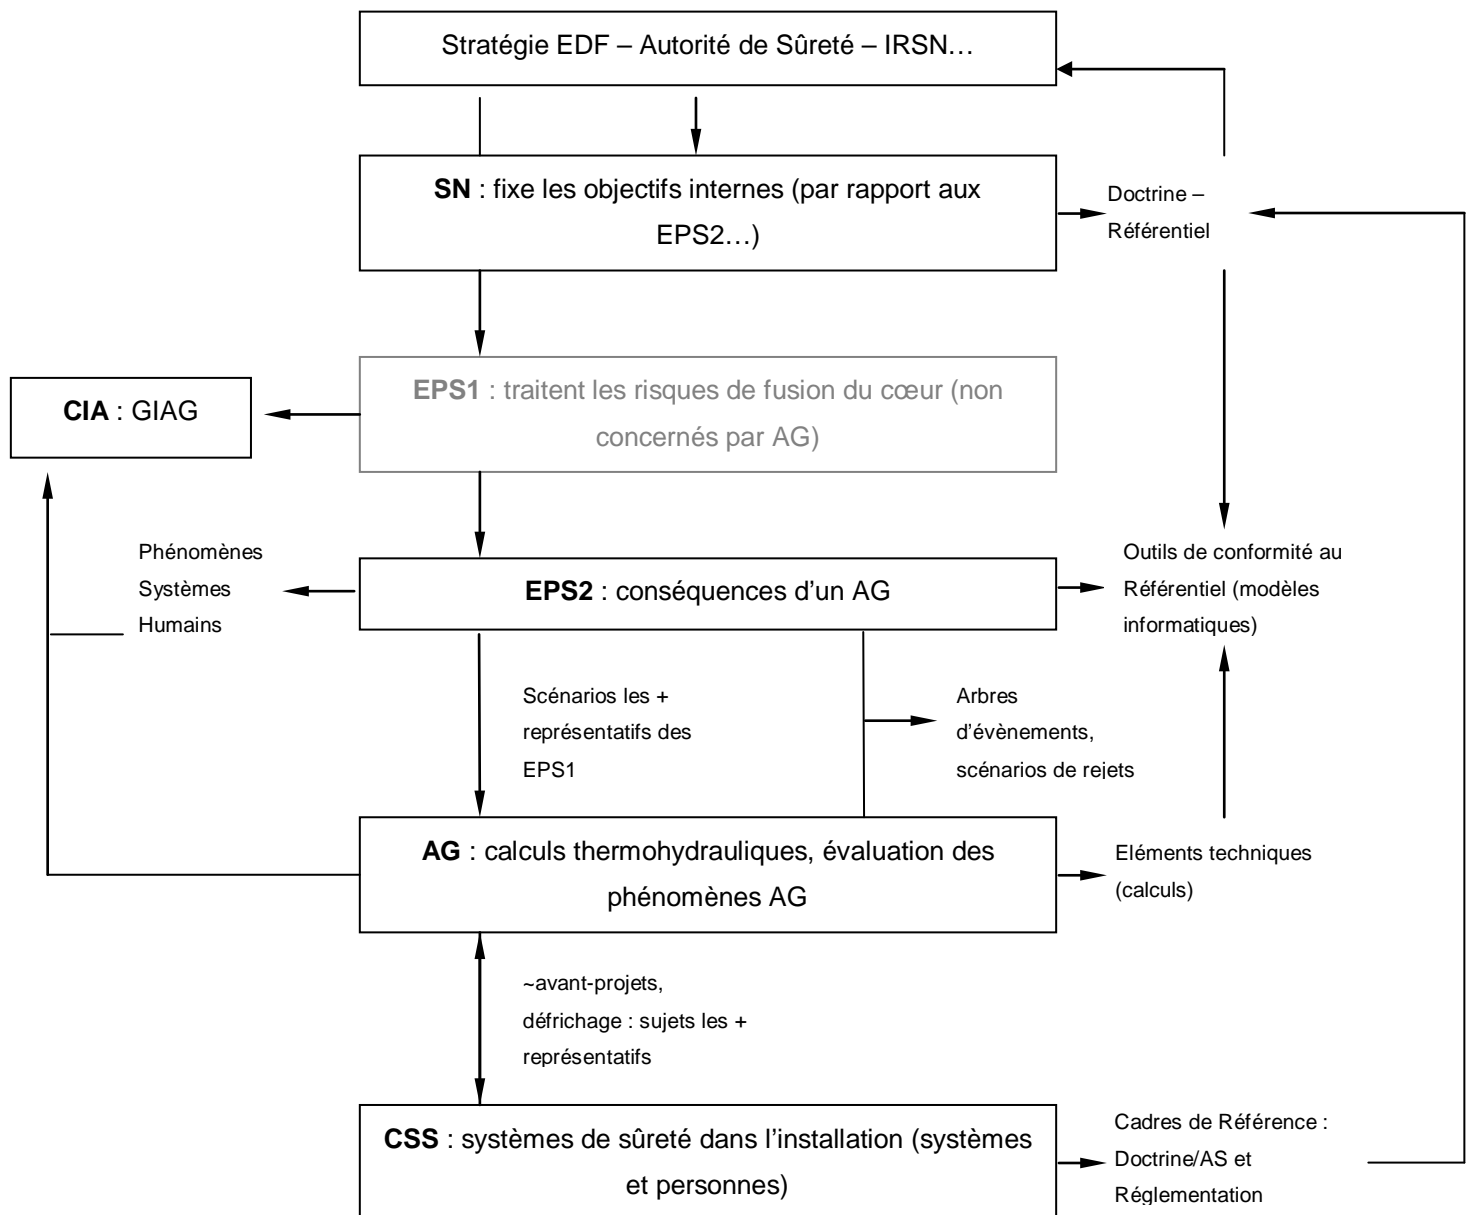 Stratégie EDF – Autorité de Sûreté – IRSN…
SN : fixe les objectifs internes (par rapport aux
EPS2…)
Doctrine –
Référentiel
EPS1 : traitent les risques de fusion du cœur (non
concernés par AG)
CIA : GIAG
Phénomènes
Systèmes
Humains
EPS2 : conséquences d’un AG
Outils de conformité au
Référentiel (modèles
informatiques)
Scénarios les +
représentatifs des
EPS1
Arbres
d’évènements,
scénarios de rejets
AG : calculs thermohydrauliques, évaluation des
phénomènes AG
Eléments techniques
(calculs)
~avant-projets,
défrichage : sujets les +
représentatifs
CSS : systèmes de sûreté dans l’installation (systèmes
et personnes)
Cadres de Référence :
Doctrine/AS et
Réglementation